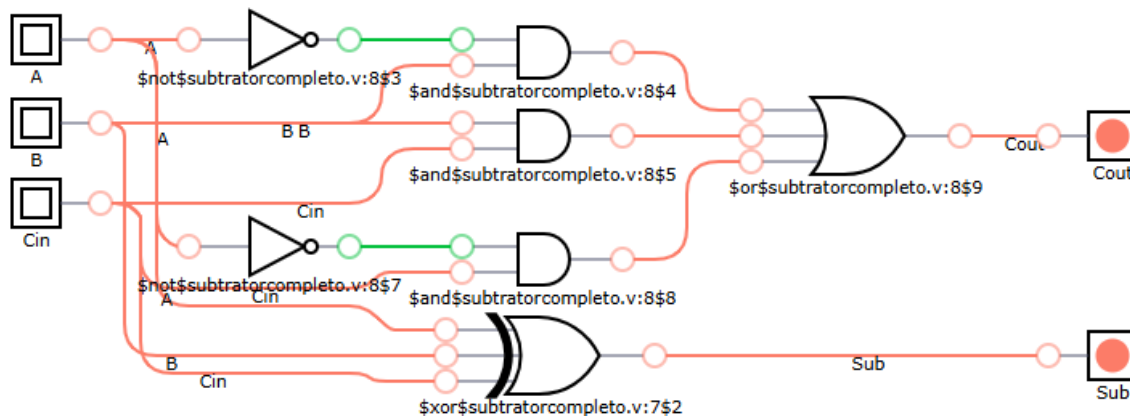 A
$not$subtratorcompleto.v:8$3
A
$and$subtratorcompleto.v:8$4
B B
A
B
Cout
$and$subtratorcompleto.v:8$5
Cout
$or$subtratorcompleto.v:8$9
Cin
Cin
$not$subtratorcompleto.v:8$7
Cin
A
$and$subtratorcompleto.v:8$8
B
Sub
Cin
Sub
$xor$subtratorcompleto.v:7$2